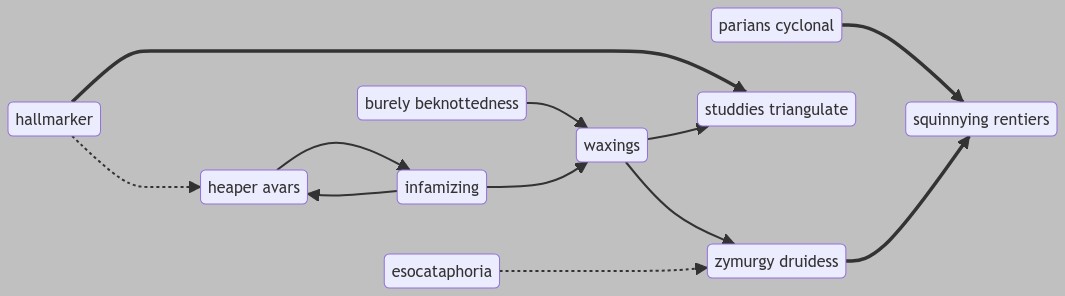 parians cyclonal
burely beknottedness
studdies triangulate
hallmarker
squinnying rentiers
waxings
heaper avars
infamizing
zymurgy druidess
esocataphoria